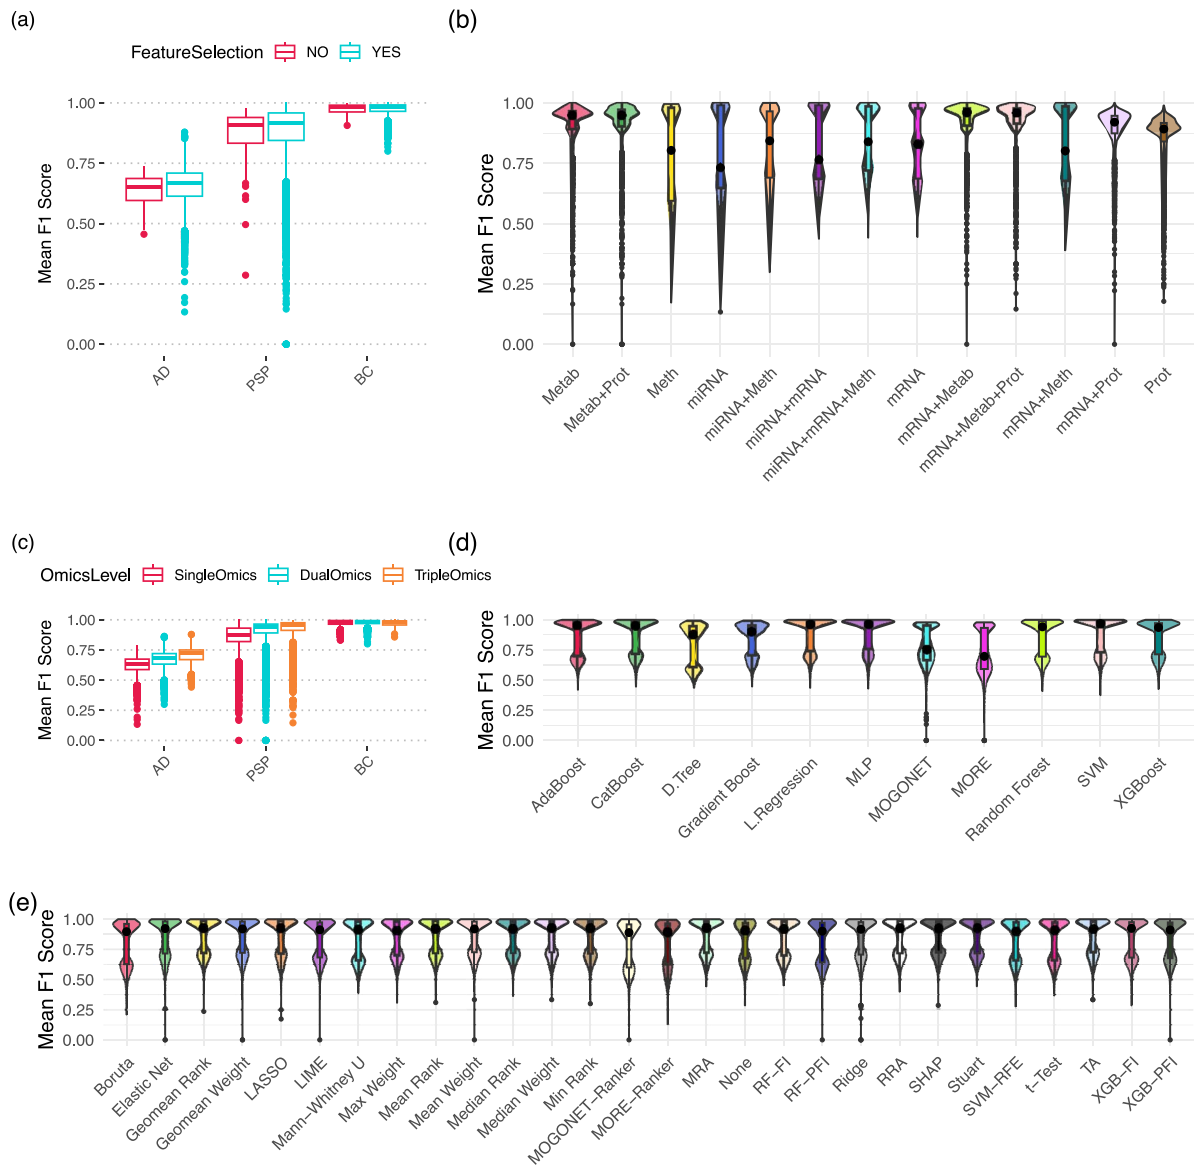 (a)
FeatureSelection NO YES
Mean F1 Score
1.00
0.75
0.50
0.25
0.00
AD PSP BC
(b)
Mean F1 Score
1.00
0.75
0.50
0.25
0.00
Metab Metab+Prot Meth miRNA miRNA+Meth miRNA+mRNA miRNA+mRNA+Meth mRNA mRNA+Metab mRNA+Metab+Prot mRNA+Meth mRNA+Prot Prot
(c)
OmicsLevel SingleOmics DualOmics TripleOmics
Mean F1 Score
1.00
0.75
0.50
0.25
0.00
AD PSP BC
(d)
Mean F1 Score
1.00
0.75
0.50
0.25
0.00
AdaBoost CatBoost D.Tree Gradient Boost L.Regression MLP MOGONET MORE Random Forest SVM XGBoost
(e)
Mean F1 Score
1.00
0.75
0.50
0.25
0.00
Boruta Elastic Net Geomean Rank Geomean Weight LASSO LIME Mann−Whitney U Max Weight Mean Rank Mean Weight Median Rank Median Weight Min Rank MOGONET−Ranker MORE−Ranker MRA None RF−FI RF−PFI Ridge RRA SHAP Stuart SVM−RFE t−Test TA XGB−FI XGB−PFI